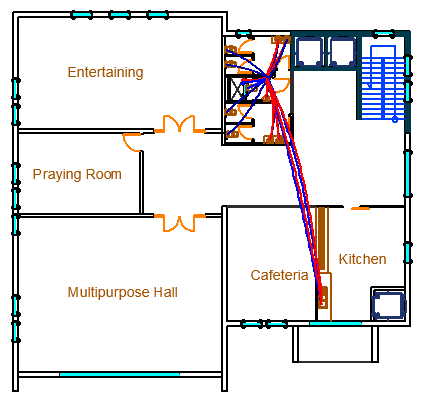 Entertaining
Praying Room
Kitchen
Cafeteria
Multipurpose Hall